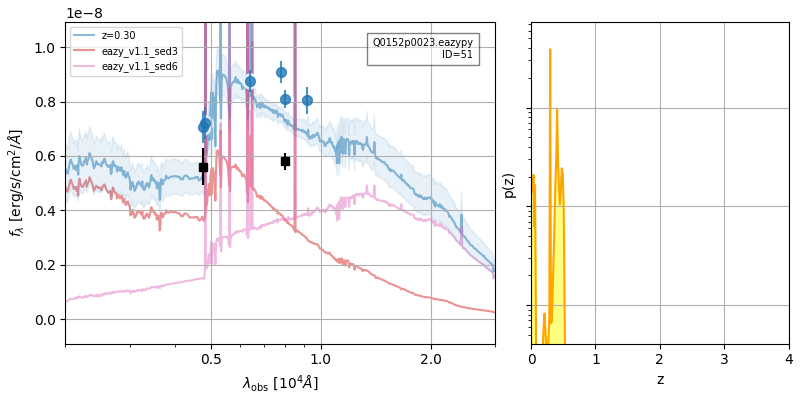 1e−8
z=0.30
eazy_v1.1_sed3
eazy_v1.1_sed6
Q0152p0023.eazypy
ID=51
1.0
0.8
0.6
0.4
0.2
0.0
fλ [erg/s/cm²/Å]
0.5 1.0 2.0
λobs [10⁴Å]
p(z)
0 1 2 3 4
z